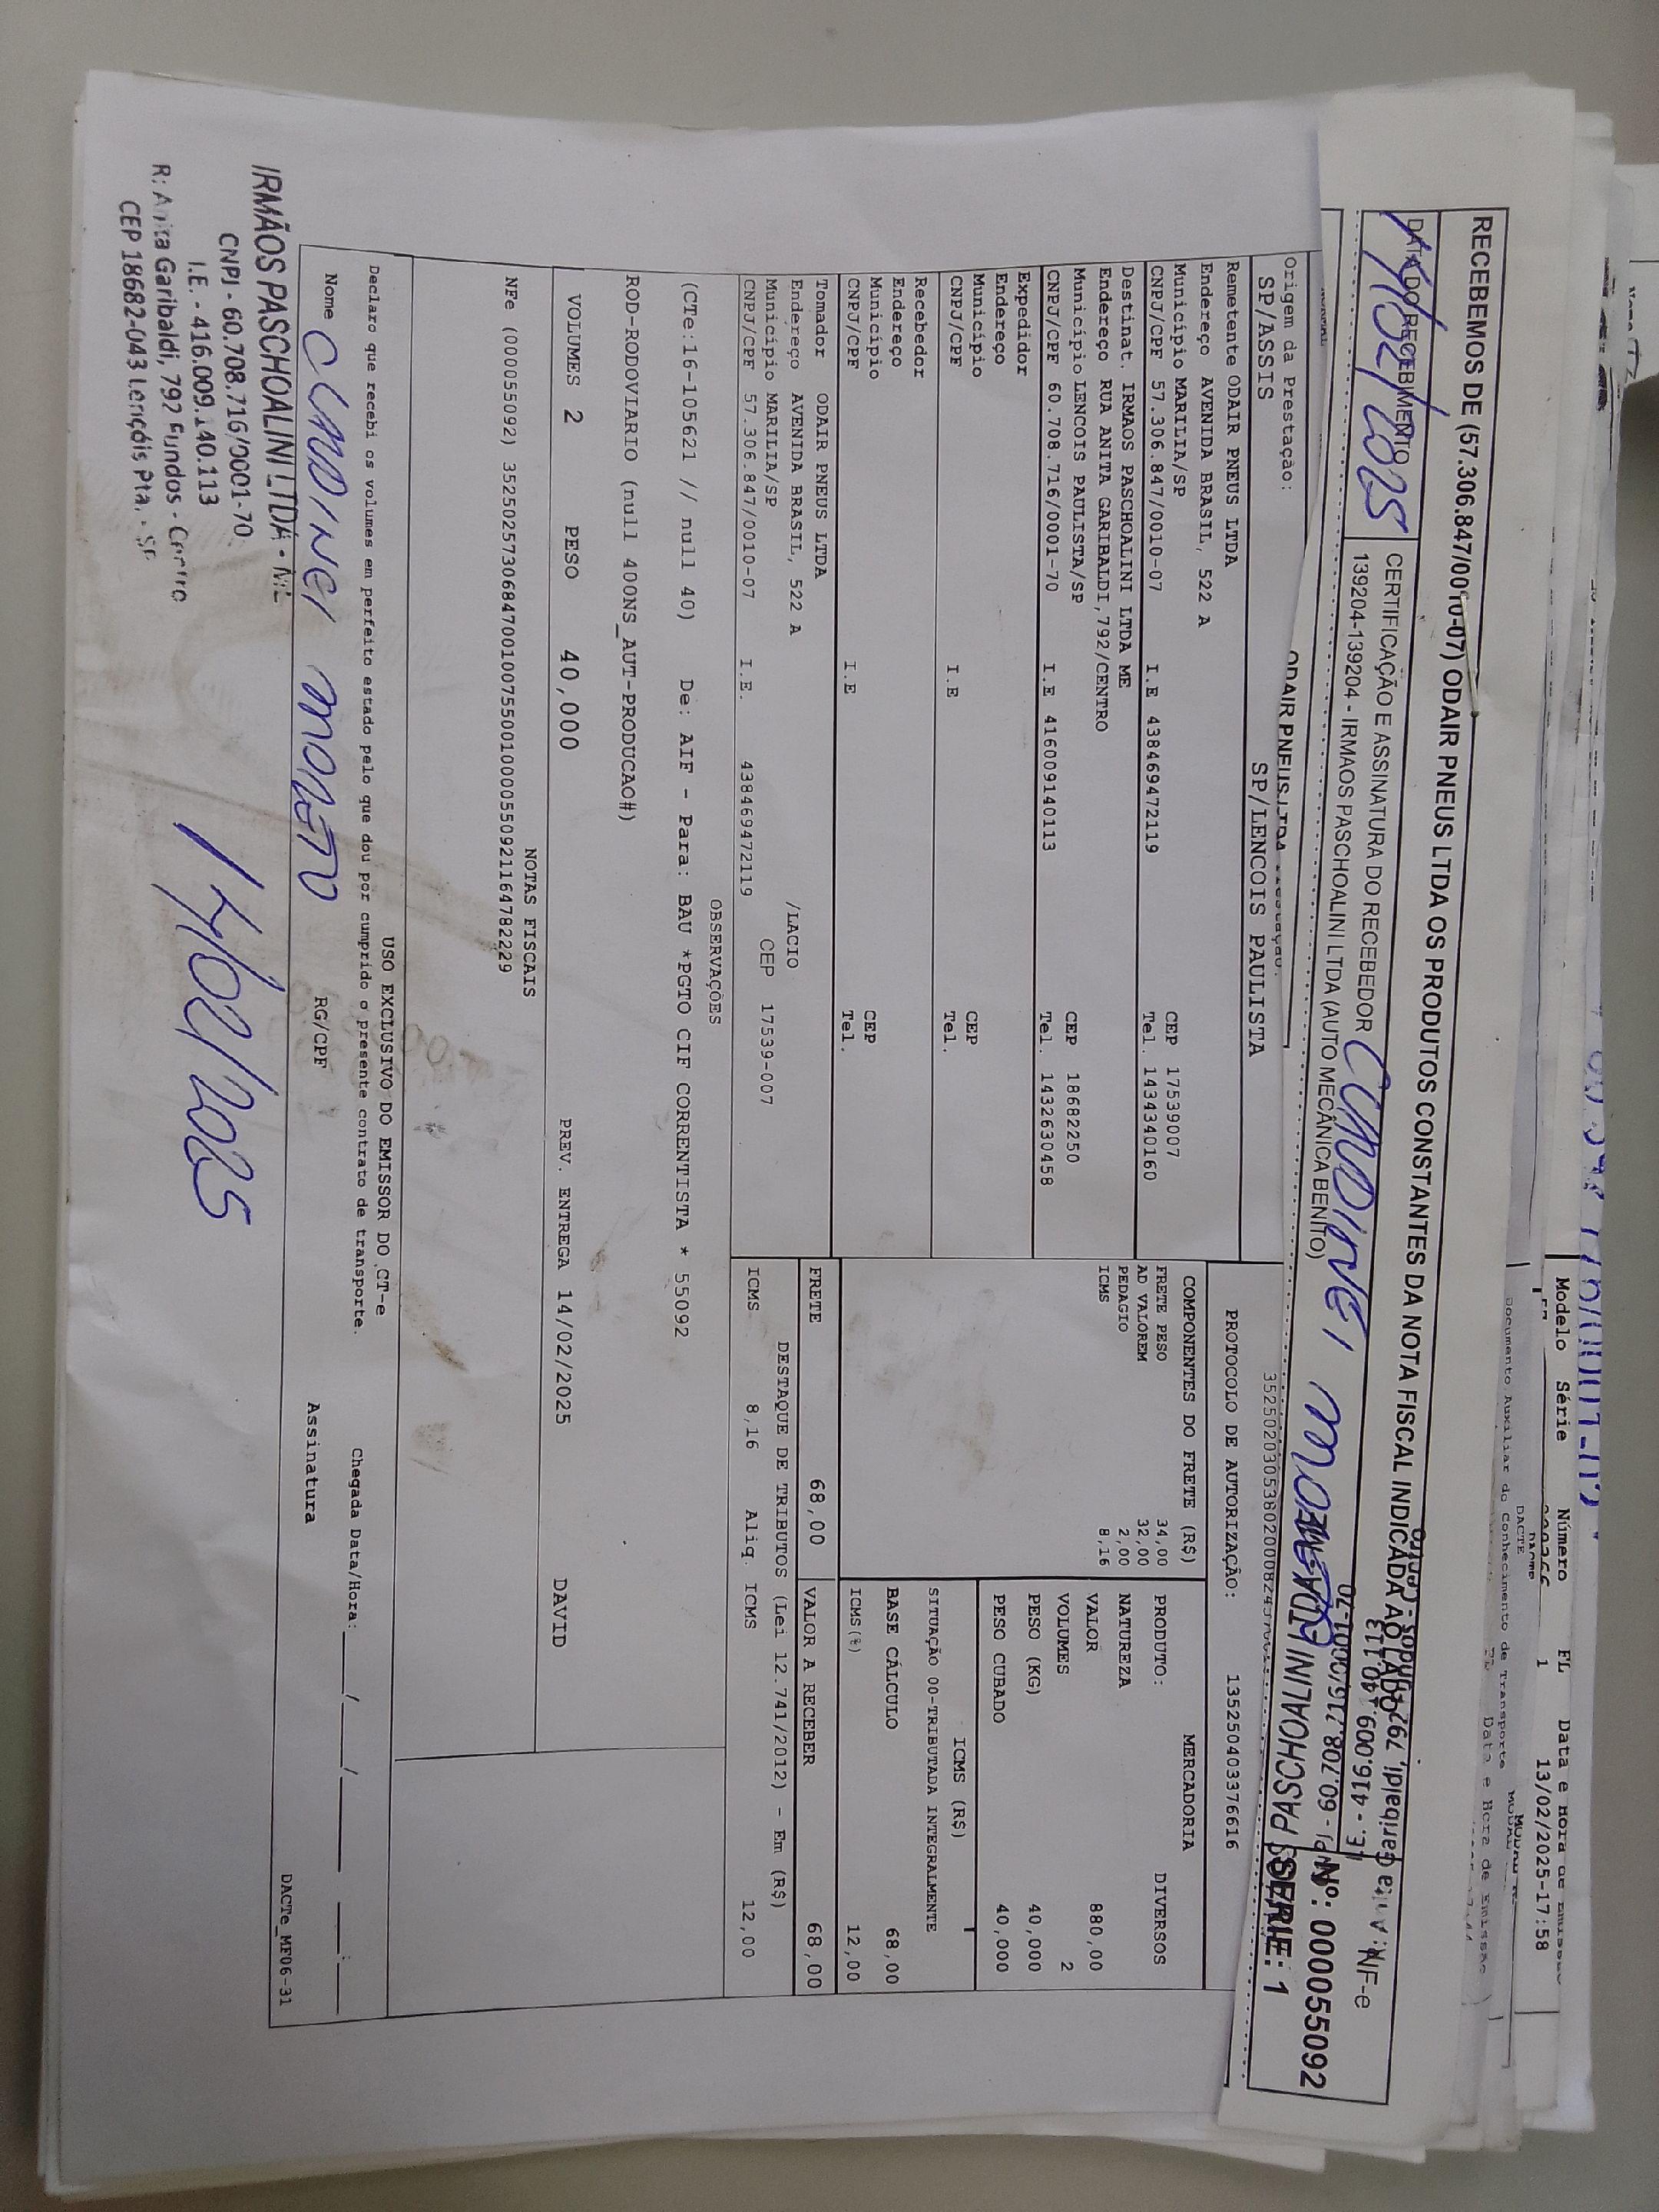 Modelo Série Número FL Data e Hora de Emissão
1 13/02/2025-17:58
DACTE
Documento Auxiliar do Conhecimento de Transporte
Data e Hora de Emissão
RECEBEMOS DE (57.306.847/0010-07) ODAIR PNEUS LTDA OS PRODUTOS CONSTANTES DA NOTA FISCAL INDICADA AO LADO
NF-e
DATA DO RECEBIMENTO
14/02/2025
CERTIFICAÇÃO E ASSINATURA DO RECEBEDOR
139204-139204 - IRMAOS PASCHOALINI LTDA (AUTO MECÂNICA BENITO)
Nº: 000055092
SERIE: 1
Origem da Prestação:
SP/ASSIS
SP/LENCOIS PAULISTA
PROTOCOLO DE AUTORIZAÇÃO: 135250403376616
Remetente ODAIR PNEUS LTDA
Endereço AVENIDA BRASIL, 522 A
Município MARILIA/SP CEP 17539007
CNPJ/CPF 57.306.847/0010-07 I.E 438469472119 Tel. 1434340160
Destinat. IRMAOS PASCHOALINI LTDA ME
Endereço RUA ANITA GARIBALDI,792/CENTRO
Município LENCOIS PAULISTA/SP CEP 18682250
CNPJ/CPF 60.708.716/0001-70 I.E 416009140113 Tel. 1432630458
Expedidor
Endereço
Município CEP
CNPJ/CPF I.E Tel.
Recebedor
Endereço
Município CEP
CNPJ/CPF I.E Tel.
Tomador ODAIR PNEUS LTDA
Endereço AVENIDA BRASIL, 522 A /LACIO
Município MARILIA/SP CEP 17539-007
CNPJ/CPF 57.306.847/0010-07 I.E. 438469472119
COMPONENTES DO FRETE (R$)
FRETE PESO 34,00
AD VALOREM 32,00
PEDAGIO 2,00
ICMS 8,16
MERCADORIA
PRODUTO: DIVERSOS
NATUREZA
VALOR 880,00
VOLUMES 2
PESO (KG) 40,000
PESO CUBADO 40,000
ICMS (R$)
SITUAÇÃO 00-TRIBUTADA INTEGRALMENTE
BASE CÁLCULO 68,00
ICMS(%) 12,00
FRETE 68,00 VALOR A RECEBER 68,00
DESTAQUE DE TRIBUTOS (Lei 12.741/2012) - Em (R$)
ICMS 8,16 Aliq. ICMS 12,00
OBSERVAÇÕES
(CTe:16-105621 // null 40) De: AIF - Para: BAU *PGTO CIF CORRENTISTA * 55092
ROD-RODOVIARIO (null 400NS_AUT-PRODUCAO#)
VOLUMES 2 PESO 40,000 PREV. ENTREGA 14/02/2025 DAVID
NOTAS FISCAIS
NFe (000055092) 35250257306847001007550010000550921164782229
USO EXCLUSIVO DO EMISSOR DO CT-e
Declaro que recebi os volumes em perfeito estado pelo que dou por cumprido o presente contrato de transporte.
Chegada Data/Hora:___/___/_____ ___:___
Nome RG/CPF Assinatura
DACTe_MF06-31
IRMÃOS PASCHOALINI LTDA - ME
CNPJ - 60.708.716/0001-70
I.E. - 416.009.140.113
R: Anita Garibaldi, 792 Fundos - Centro
CEP 18682-043 Lençóis Pta. - SP
14/02/2025